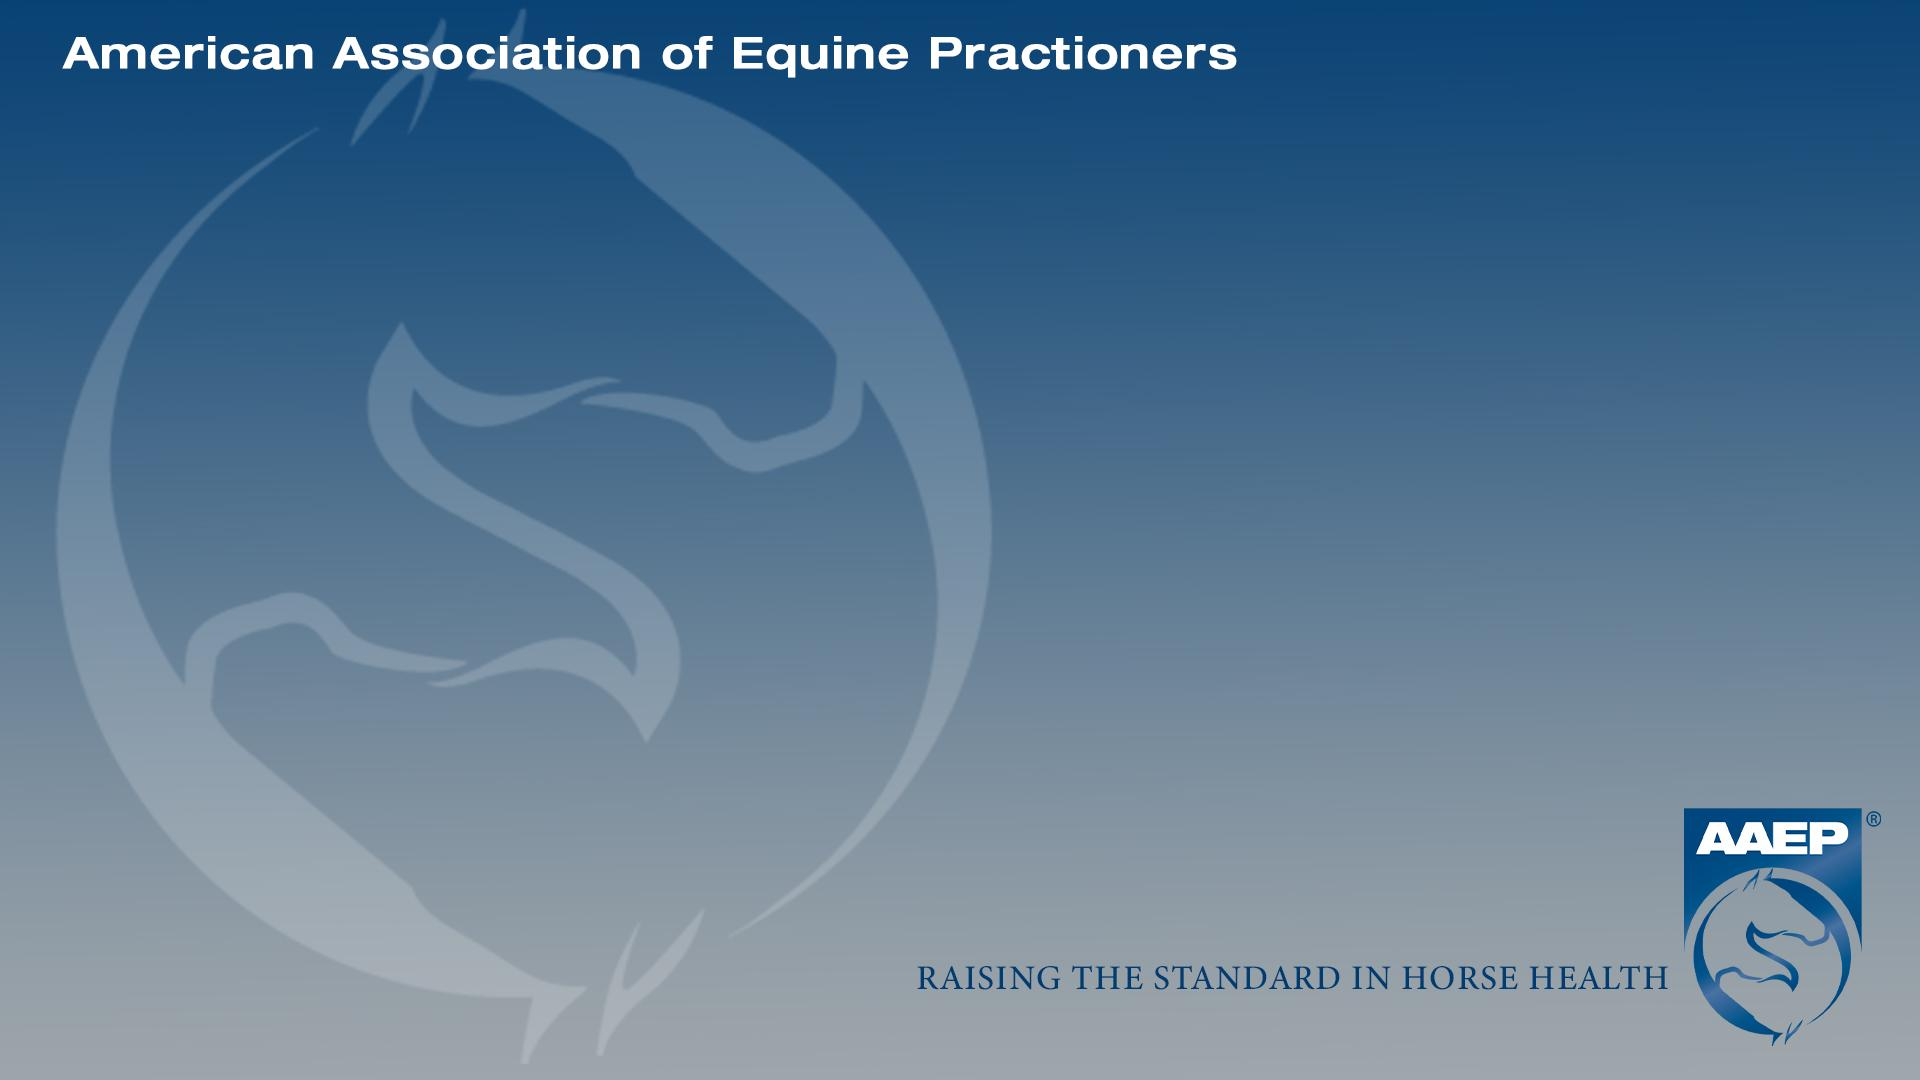 American Association of Equine Practioners
AAEP ®
RAISING THE STANDARD IN HORSE HEALTH